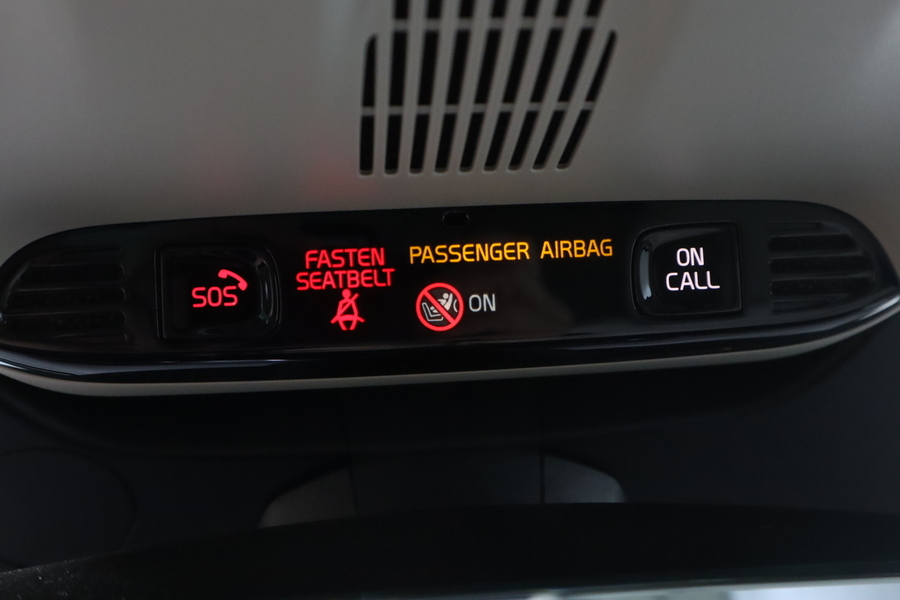 SOS
FASTEN
SEATBELT
PASSENGER AIRBAG
ON
ON
CALL